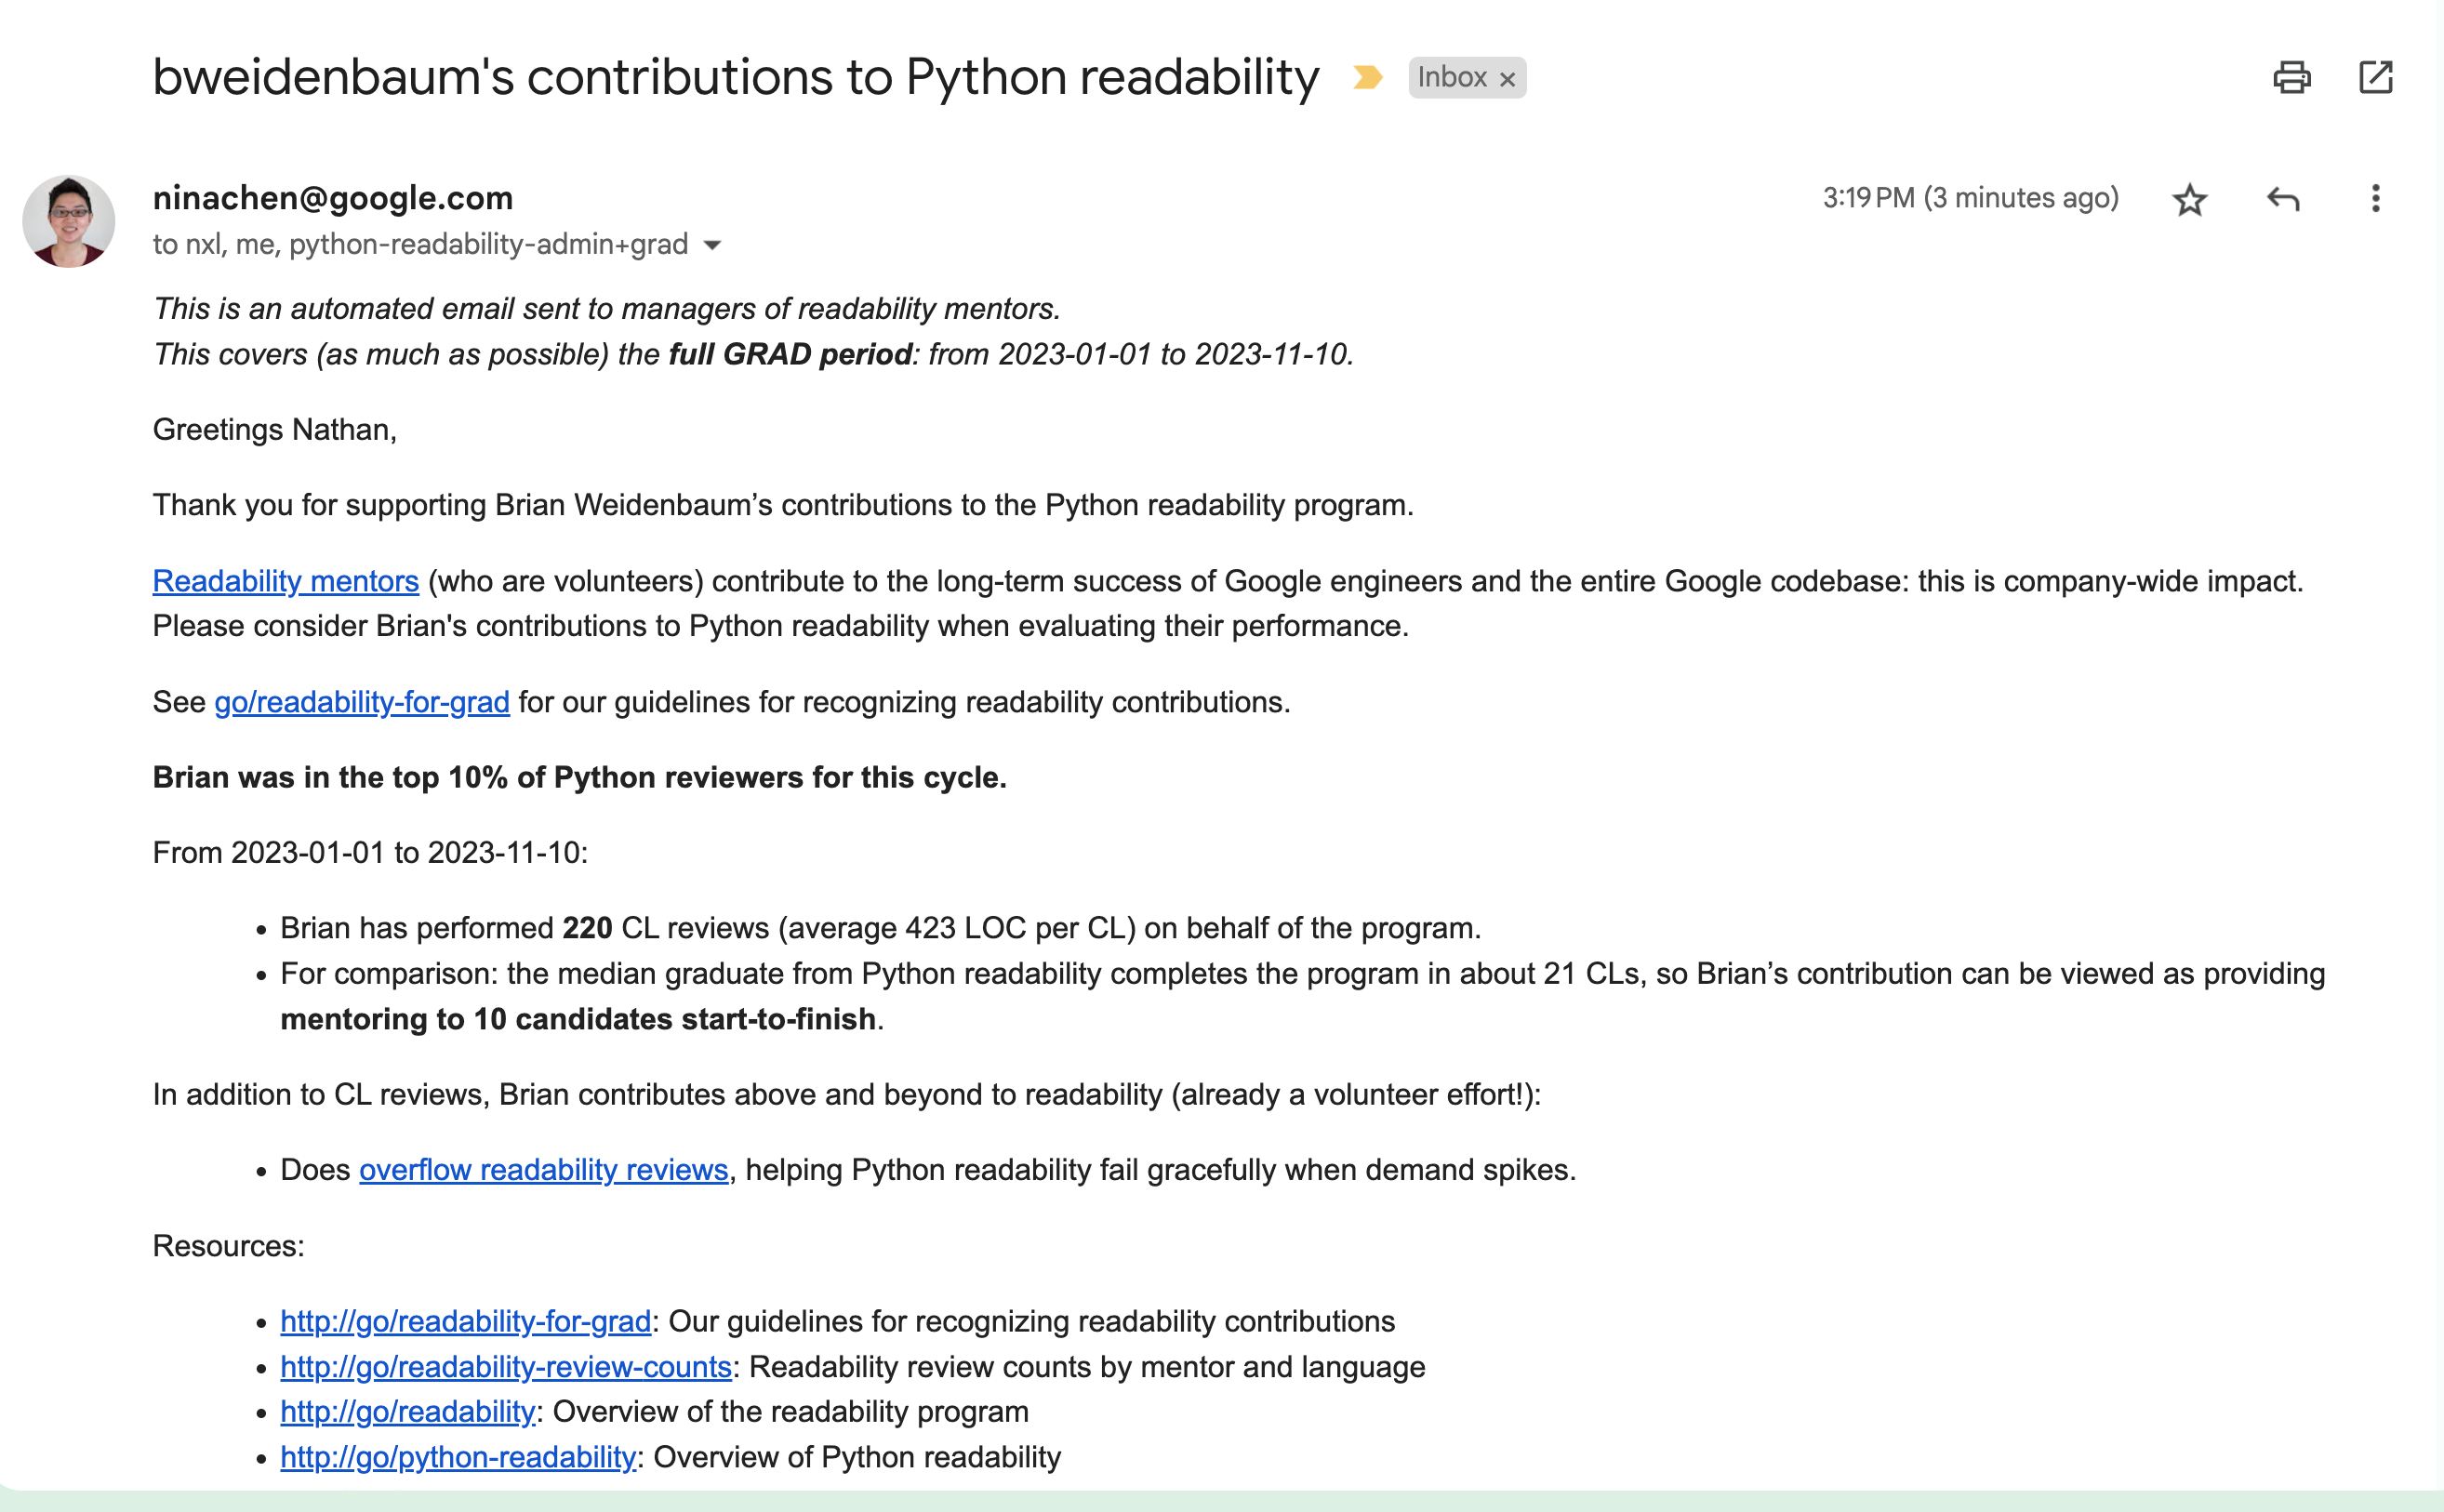 bweidenbaum's contributions to Python readability Inbox ×
ninachen@google.com 3:19 PM (3 minutes ago)
to nxl, me, python-readability-admin+grad
This is an automated email sent to managers of readability mentors.
This covers (as much as possible) the full GRAD period: from 2023-01-01 to 2023-11-10.
Greetings Nathan,
Thank you for supporting Brian Weidenbaum’s contributions to the Python readability program.
Readability mentors (who are volunteers) contribute to the long-term success of Google engineers and the entire Google codebase: this is company-wide impact.
Please consider Brian's contributions to Python readability when evaluating their performance.
See go/readability-for-grad for our guidelines for recognizing readability contributions.
Brian was in the top 10% of Python reviewers for this cycle.
From 2023-01-01 to 2023-11-10:
• Brian has performed 220 CL reviews (average 423 LOC per CL) on behalf of the program.
• For comparison: the median graduate from Python readability completes the program in about 21 CLs, so Brian’s contribution can be viewed as providing
mentoring to 10 candidates start-to-finish.
In addition to CL reviews, Brian contributes above and beyond to readability (already a volunteer effort!):
• Does overflow readability reviews, helping Python readability fail gracefully when demand spikes.
Resources:
• http://go/readability-for-grad: Our guidelines for recognizing readability contributions
• http://go/readability-review-counts: Readability review counts by mentor and language
• http://go/readability: Overview of the readability program
• http://go/python-readability: Overview of Python readability